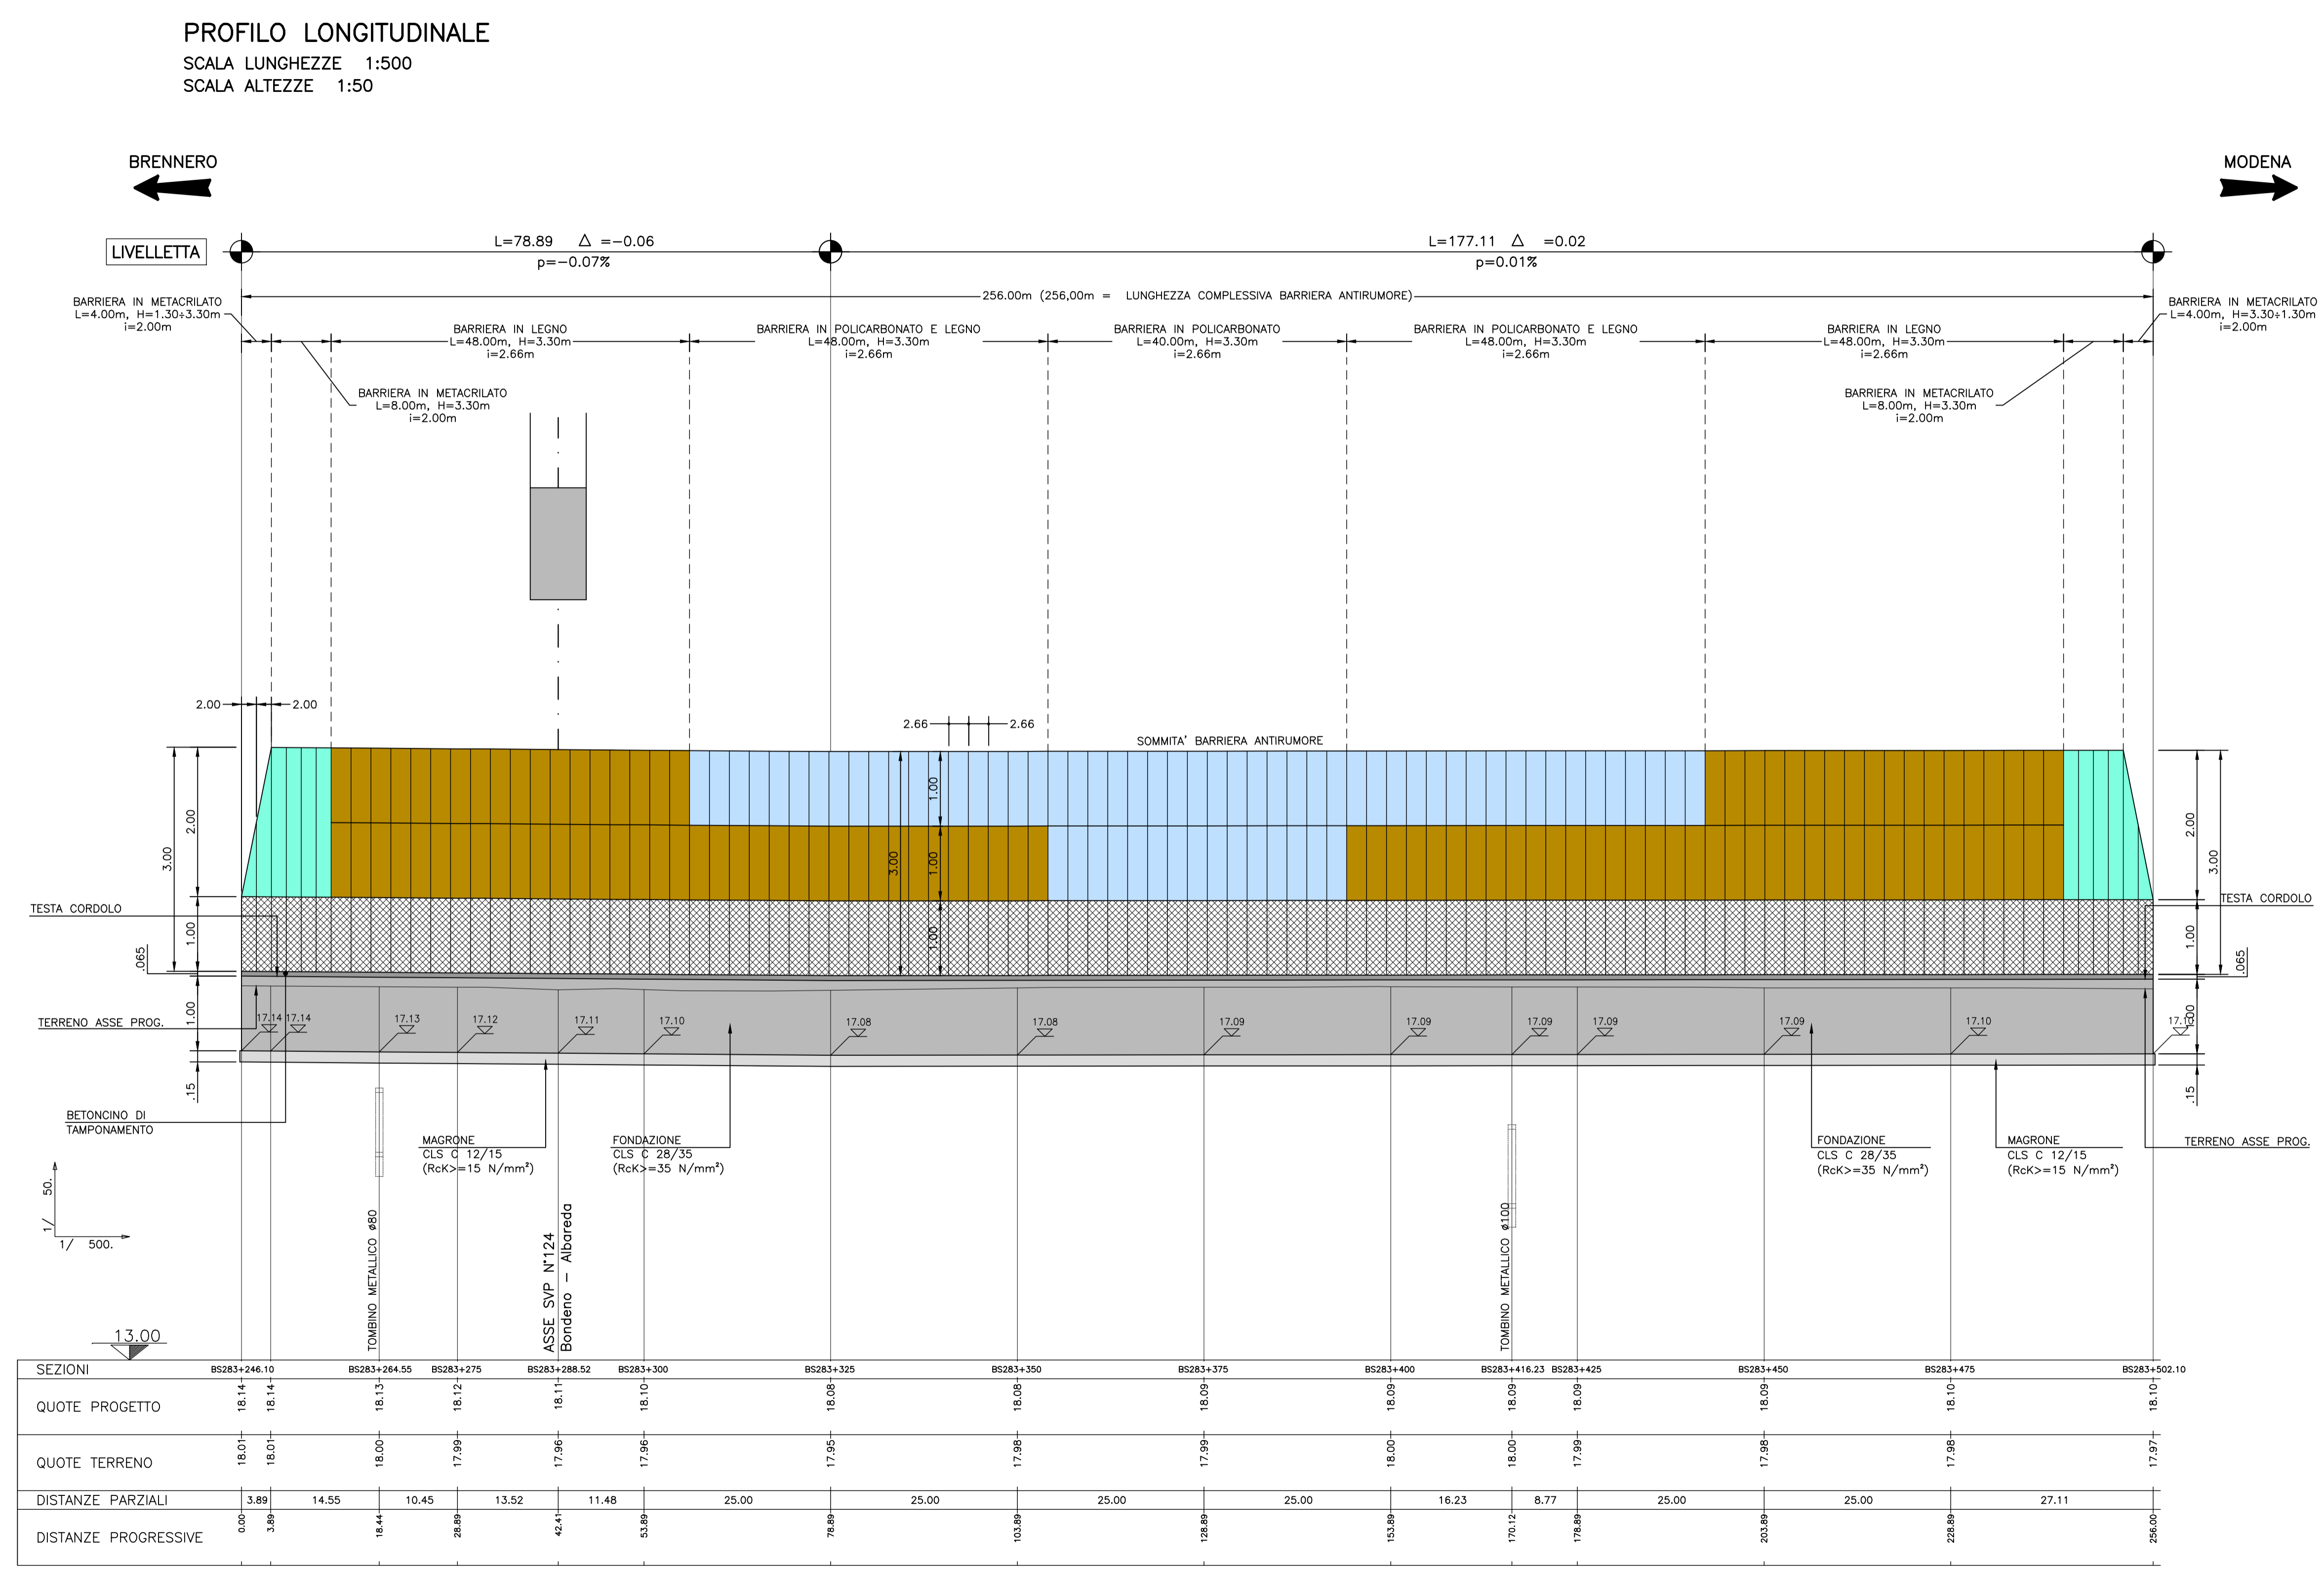 PROFILO LONGITUDINALE
SCALA LUNGHEZZE 1:500
SCALA ALTEZZE 1:50
BRENNERO
MODENA
LIVELLETTA
L=78.89 Δ =-0.06
p=-0.07%
L=177.11 Δ =0.02
p=0.01%
256.00m (256,00m = LUNGHEZZA COMPLESSIVA BARRIERA ANTIRUMORE)
BARRIERA IN METACRILATO
L=4.00m, H=1.30÷3.30m
i=2.00m
BARRIERA IN LEGNO
L=48.00m, H=3.30m
i=2.66m
BARRIERA IN POLICARBONATO E LEGNO
L=48.00m, H=3.30m
i=2.66m
BARRIERA IN POLICARBONATO
L=40.00m, H=3.30m
i=2.66m
BARRIERA IN POLICARBONATO E LEGNO
L=48.00m, H=3.30m
i=2.66m
BARRIERA IN LEGNO
L=48.00m, H=3.30m
i=2.66m
BARRIERA IN METACRILATO
L=4.00m, H=3.30÷1.30m
i=2.00m
BARRIERA IN METACRILATO
L=8.00m, H=3.30m
i=2.00m
BARRIERA IN METACRILATO
L=8.00m, H=3.30m
i=2.00m
2.00 2.00
2.66 2.66
SOMMITA' BARRIERA ANTIRUMORE
3.00
2.00
1.00
.065
1.00
.15
3.00
1.00
1.00
1.00
2.00
3.00
1.00
.065
1.00
.15
TESTA CORDOLO
TESTA CORDOLO
TERRENO ASSE PROG.
17.14 17.14 17.13 17.12 17.11 17.10 17.08 17.08 17.09 17.09 17.09 17.09 17.09 17.10 17.10
BETONCINO DI
TAMPONAMENTO
MAGRONE
CLS C 12/15
(RcK>=15 N/mm²)
FONDAZIONE
CLS C 28/35
(RcK>=35 N/mm²)
FONDAZIONE
CLS C 28/35
(RcK>=35 N/mm²)
MAGRONE
CLS C 12/15
(RcK>=15 N/mm²)
TERRENO ASSE PROG.
1/ 50.
1/ 500.
TOMBINO METALLICO ø80
ASSE SVP N°124
Bondeno - Albareda
TOMBINO METALLICO ø100
13.00
SEZIONI BS283+246.10 BS283+264.55 BS283+275 BS283+288.52 BS283+300 BS283+325 BS283+350 BS283+375 BS283+400 BS283+416.23 BS283+425 BS283+450 BS283+475 BS283+502.10
QUOTE PROGETTO 18.14 18.14 18.13 18.12 18.11 18.10 18.08 18.08 18.09 18.09 18.09 18.09 18.09 18.10 18.10
QUOTE TERRENO 18.01 18.01 18.00 17.99 17.96 17.96 17.95 17.98 17.99 18.00 18.00 17.99 17.98 17.98 17.97
DISTANZE PARZIALI 3.89 14.55 10.45 13.52 11.48 25.00 25.00 25.00 25.00 16.23 8.77 25.00 25.00 27.11
DISTANZE PROGRESSIVE 0.00 3.89 18.44 28.89 42.41 53.89 78.89 103.89 128.89 153.89 170.12 178.89 203.89 228.89 256.00